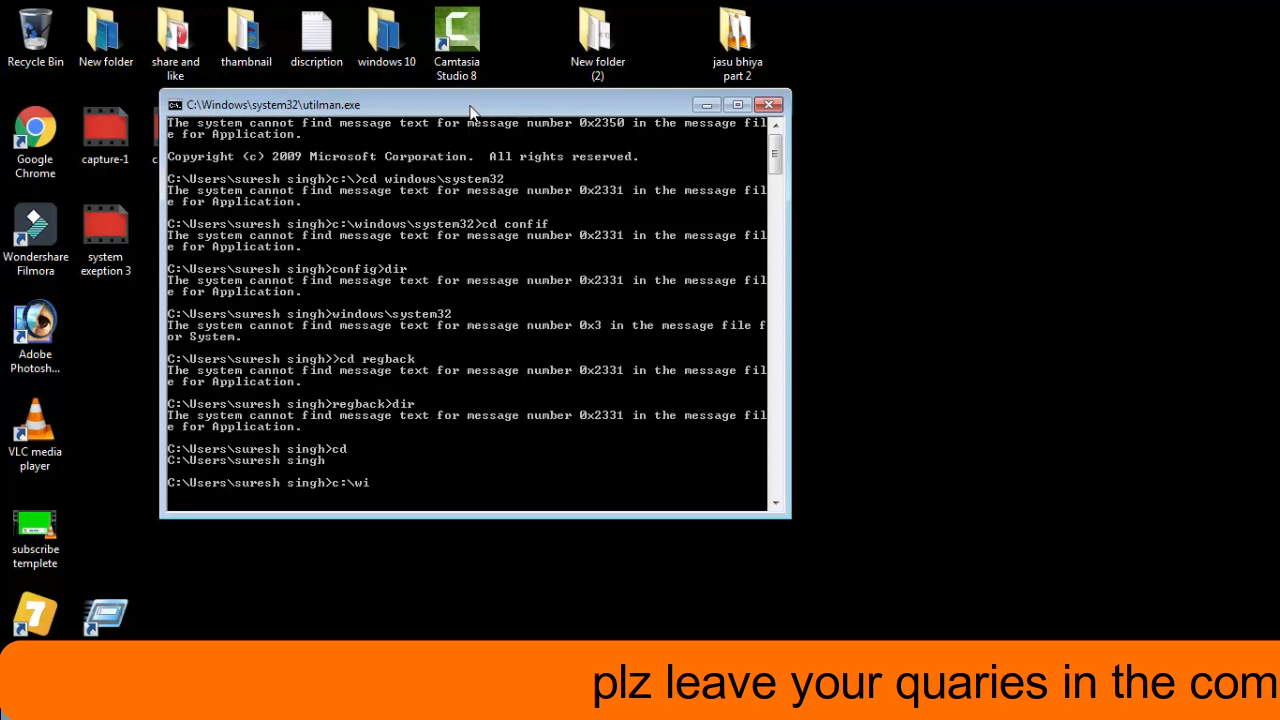 Recycle Bin
New folder
share and
like
thumbnail
discription
windows 10
Camtasia
Studio 8
New folder
(2)
jasu bhiya
part 2
C:\Windows\system32\utilman.exe
The system cannot find message text for message number 0x2350 in the message fil
e for Application.
Copyright (c) 2009 Microsoft Corporation.  All rights reserved.
C:\Users\suresh singh>c:\>cd windows\system32
The system cannot find message text for message number 0x2331 in the message fil
e for Application.
C:\Users\suresh singh>c:\windows\system32>cd confif
The system cannot find message text for message number 0x2331 in the message fil
e for Application.
C:\Users\suresh singh>config>dir
The system cannot find message text for message number 0x2331 in the message fil
e for Application.
C:\Users\suresh singh>windows\system32
The system cannot find message text for message number 0x3 in the message file f
or System.
C:\Users\suresh singh>>cd regback
The system cannot find message text for message number 0x2331 in the message fil
e for Application.
C:\Users\suresh singh>regback>dir
The system cannot find message text for message number 0x2331 in the message fil
e for Application.
C:\Users\suresh singh>cd
C:\Users\suresh singh
C:\Users\suresh singh>c:\wi
Google
Chrome
capture-1
Wondershare
Filmora
system
exeption 3
Adobe
Photosh...
VLC media
player
subscribe
templete
7
plz leave your quaries in the com